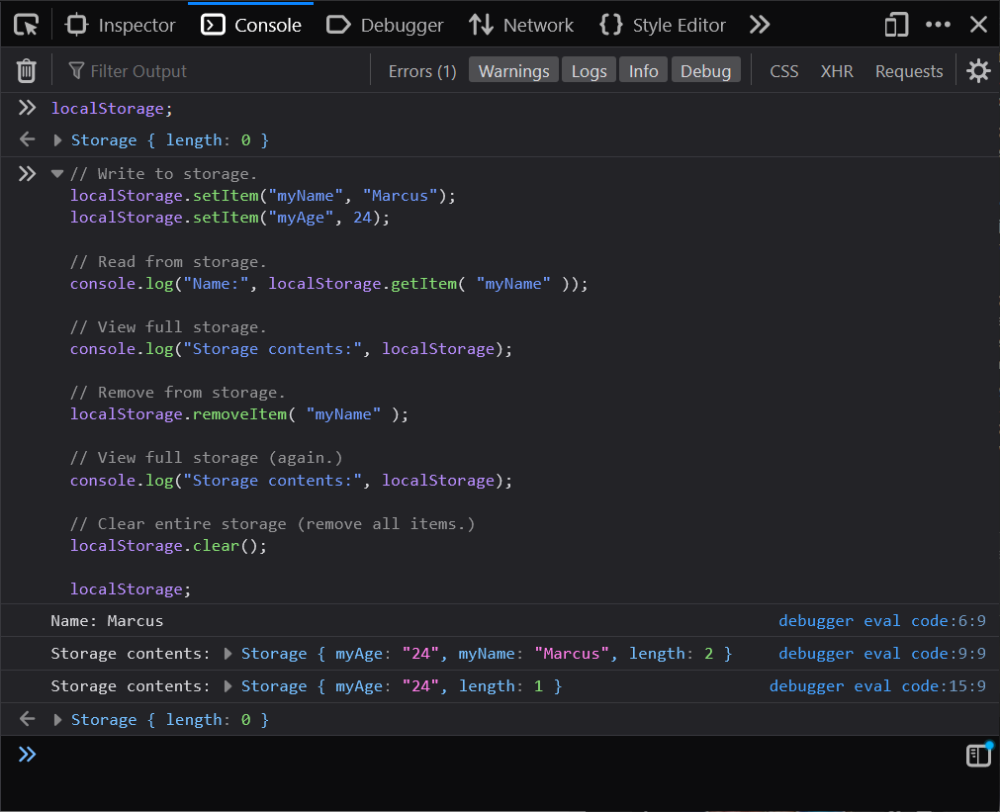 Inspector Console Debugger Network Style Editor
Filter Output Errors (1) Warnings Logs Info Debug CSS XHR Requests
localStorage;
Storage { length: 0 }
// Write to storage.
localStorage.setItem("myName", "Marcus");
localStorage.setItem("myAge", 24);
// Read from storage.
console.log("Name:", localStorage.getItem( "myName" ));
// View full storage.
console.log("Storage contents:", localStorage);
// Remove from storage.
localStorage.removeItem( "myName" );
// View full storage (again.)
console.log("Storage contents:", localStorage);
// Clear entire storage (remove all items.)
localStorage.clear();
localStorage;
Name: Marcus debugger eval code:6:9
Storage contents: Storage { myAge: "24", myName: "Marcus", length: 2 } debugger eval code:9:9
Storage contents: Storage { myAge: "24", length: 1 } debugger eval code:15:9
Storage { length: 0 }